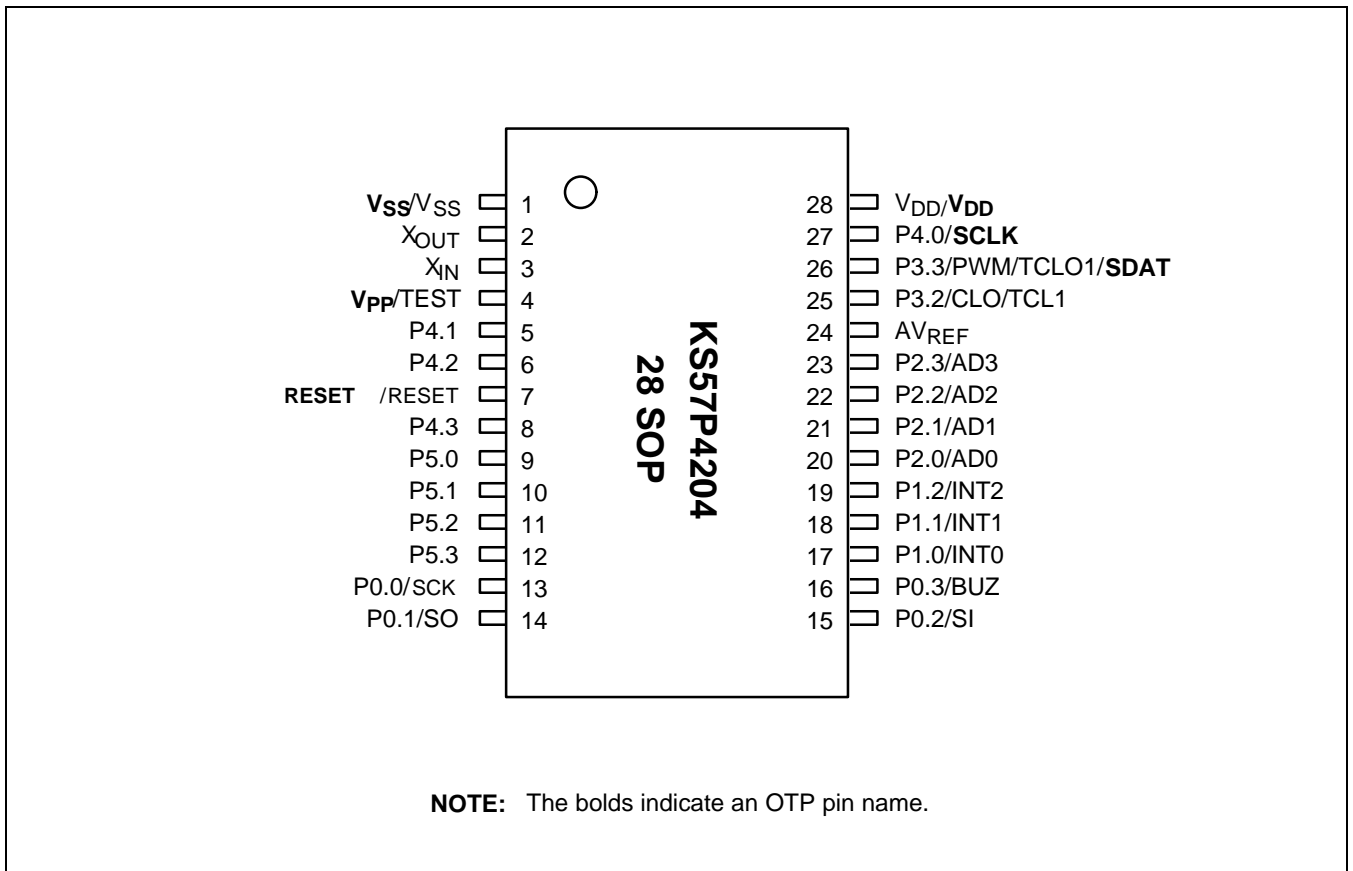 VSS/VSS 1
XOUT 2
XIN 3
VPP/TEST 4
P4.1 5
P4.2 6
RESET /RESET 7
P4.3 8
P5.0 9
P5.1 10
P5.2 11
P5.3 12
P0.0/SCK 13
P0.1/SO 14
KS57P4204
28 SOP
28 VDD/VDD
27 P4.0/SCLK
26 P3.3/PWM/TCLO1/SDAT
25 P3.2/CLO/TCL1
24 AVREF
23 P2.3/AD3
22 P2.2/AD2
21 P2.1/AD1
20 P2.0/AD0
19 P1.2/INT2
18 P1.1/INT1
17 P1.0/INT0
16 P0.3/BUZ
15 P0.2/SI
NOTE: The bolds indicate an OTP pin name.